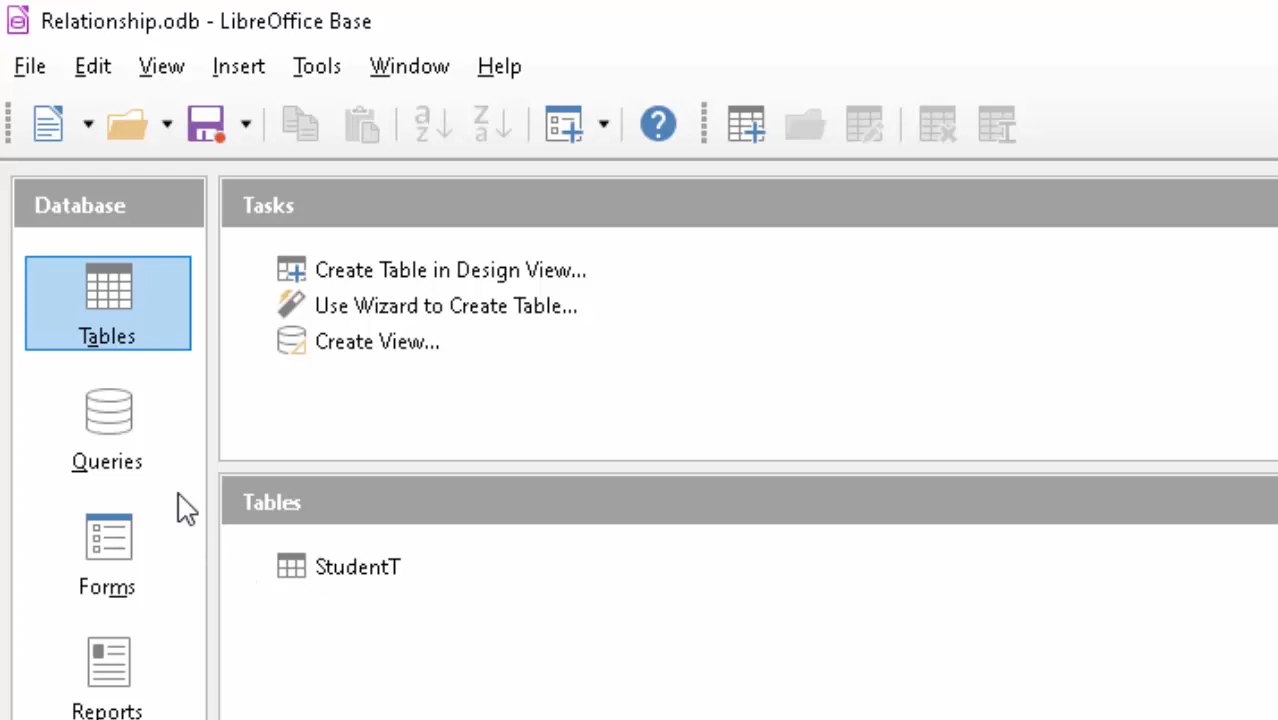 Relationship.odb - LibreOffice Base
File Edit View Insert Tools Window Help
Database
Tables
Queries
Forms
Reports
Tasks
Create Table in Design View...
Use Wizard to Create Table...
Create View...
Tables
StudentT